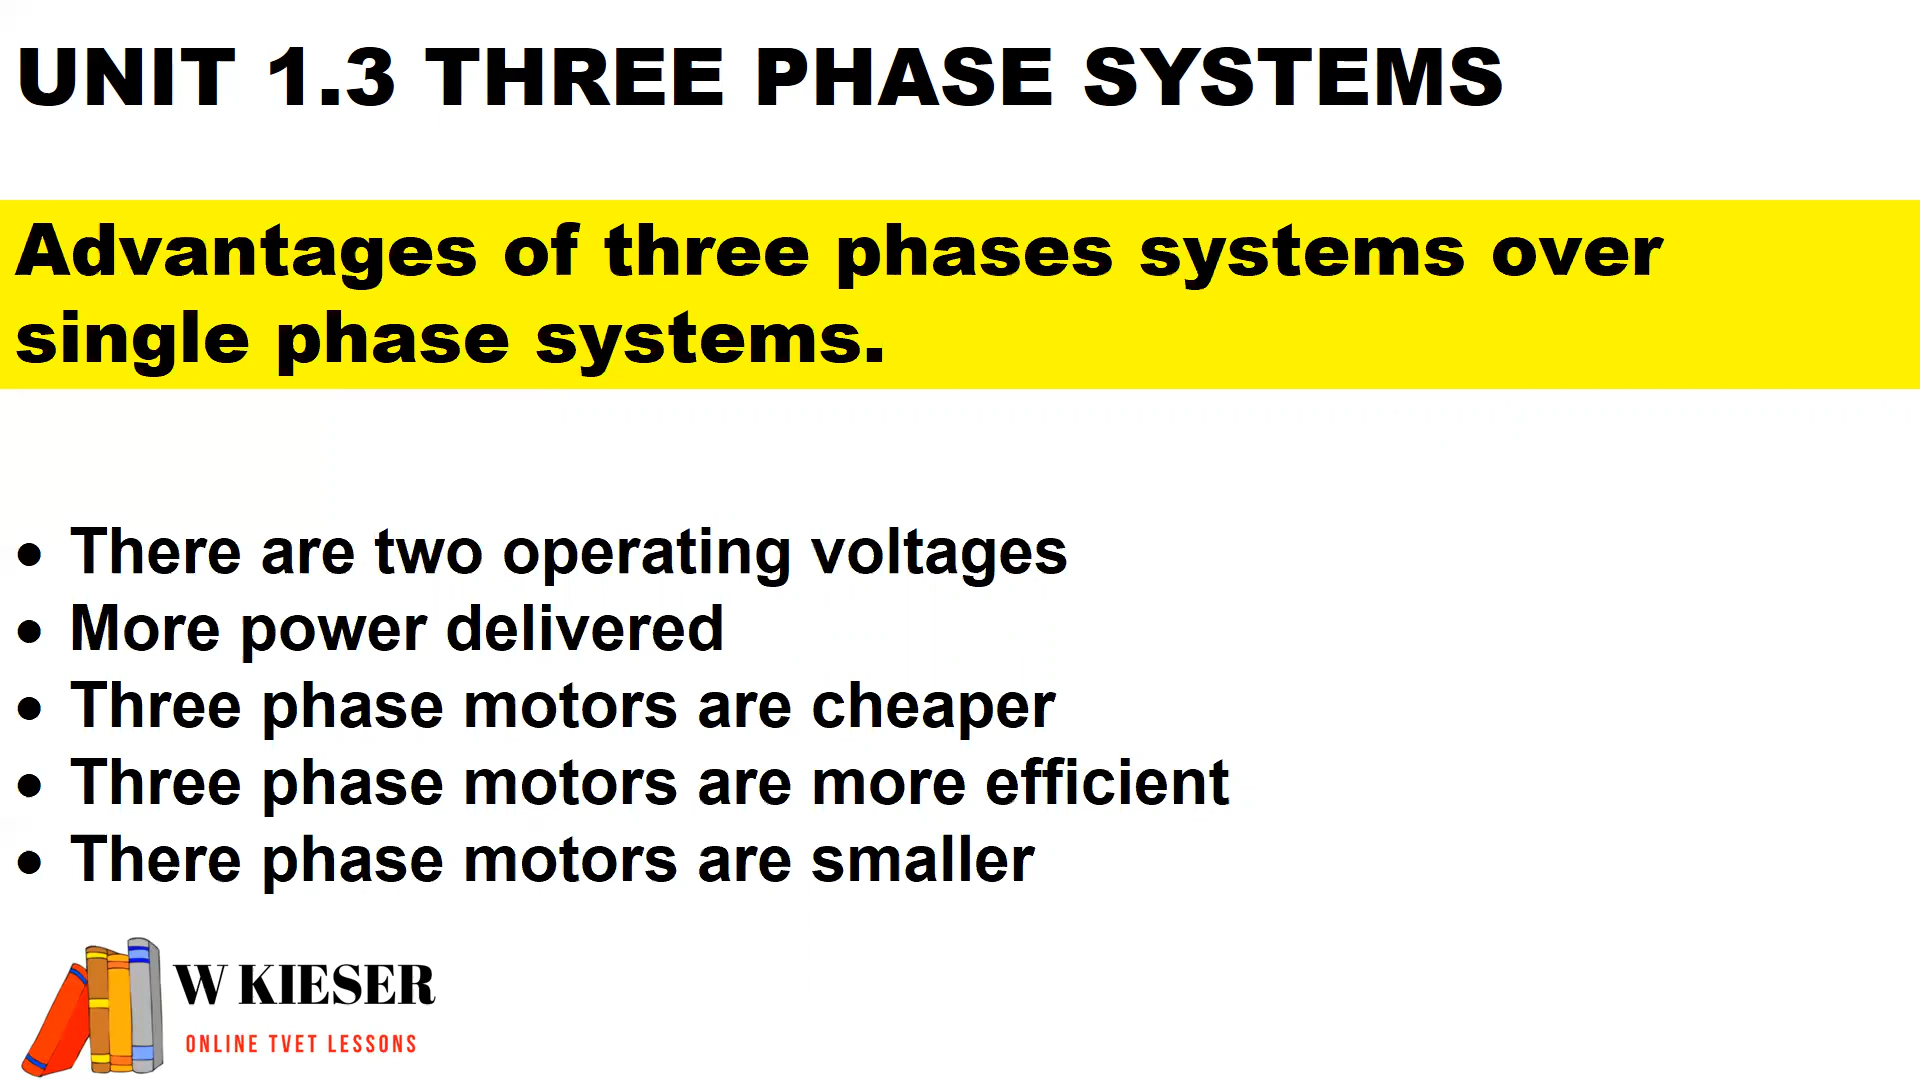 UNIT 1.3 THREE PHASE SYSTEMS
Advantages of three phases systems over
single phase systems.
• There are two operating voltages
• More power delivered
• Three phase motors are cheaper
• Three phase motors are more efficient
• There phase motors are smaller
W KIESER
ONLINE TVET LESSONS